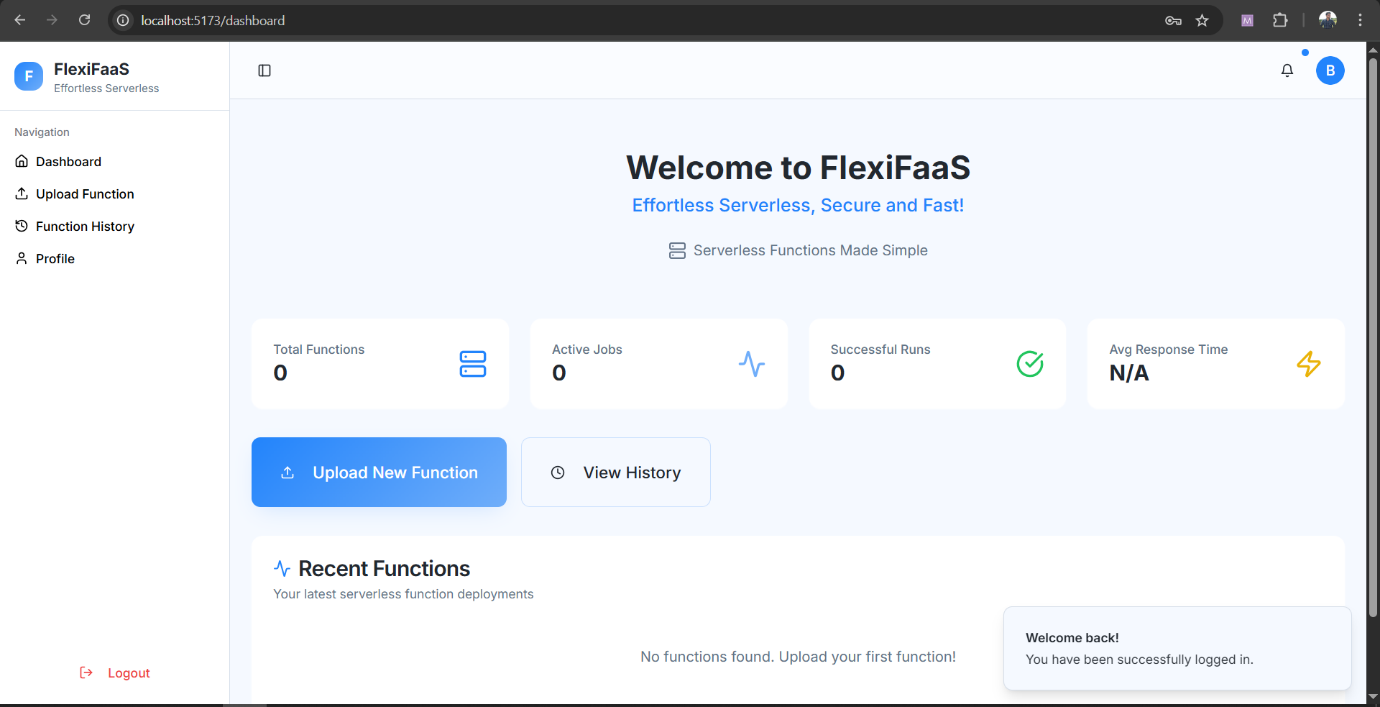 localhost:5173/dashboard
M
F
FlexiFaaS
Effortless Serverless
Navigation
Dashboard
Upload Function
Function History
Profile
Logout
B
Welcome to FlexiFaaS
Effortless Serverless, Secure and Fast!
Serverless Functions Made Simple
Total Functions
0
Active Jobs
0
Successful Runs
0
Avg Response Time
N/A
Upload New Function
View History
Recent Functions
Your latest serverless function deployments
No functions found. Upload your first function!
Welcome back!
You have been successfully logged in.